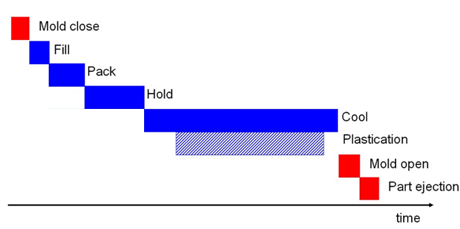 Mold close
Fill
Pack
Hold
Cool
Plastication
Mold open
Part ejection
time